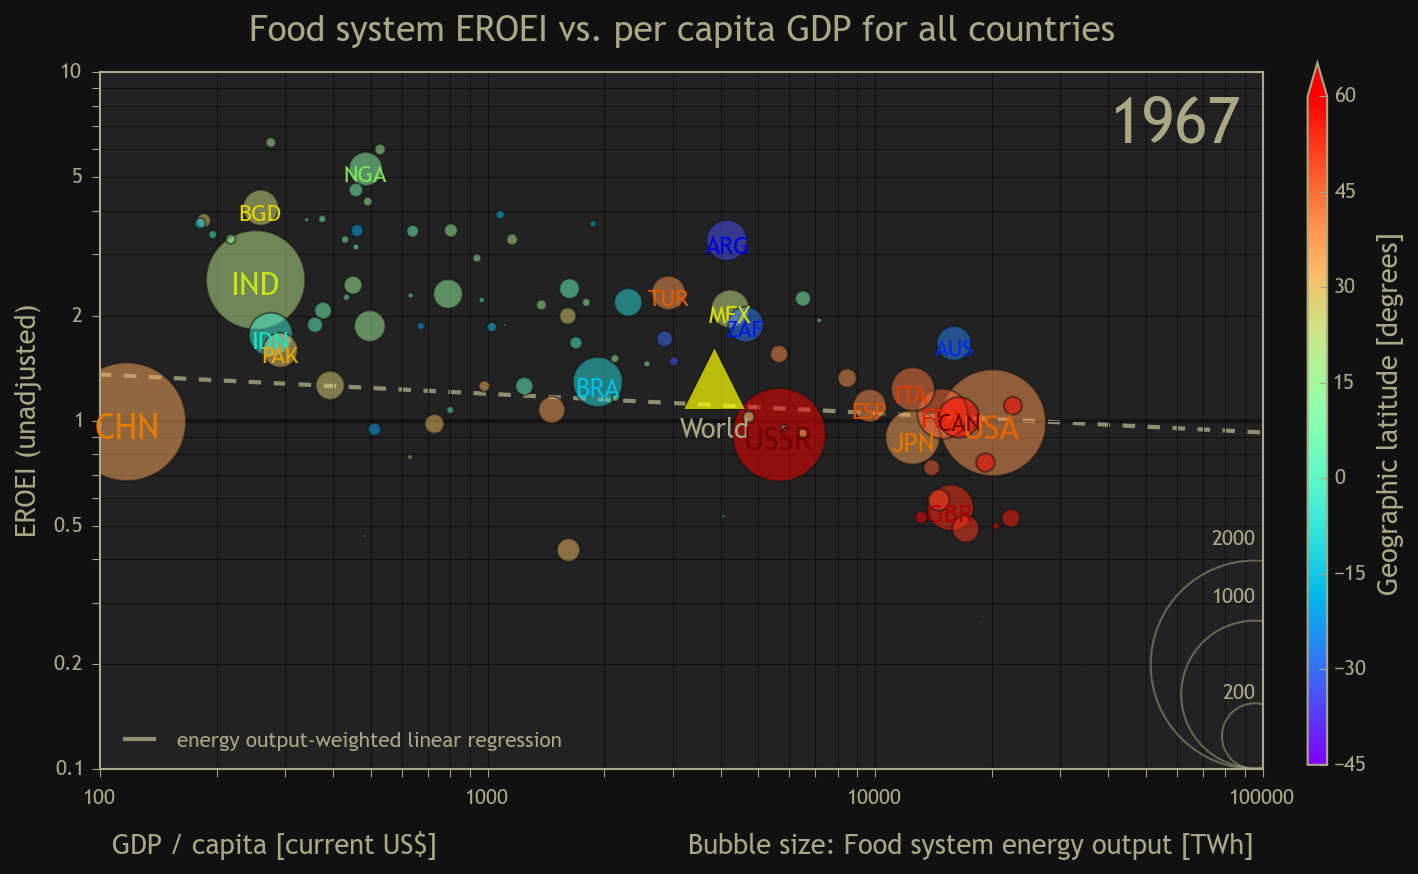 Food system EROEI vs. per capita GDP for all countries
1967
10
5
2
1
0.5
0.2
0.1
EROEI (unadjusted)
NGA
BGD
IND
IDN
PAK
CHN
ARG
TUR
MEX
ZAF
AUS
BRA
World
USSR
ESP
ITA
JPN
CAN
USA
GBR
2000
1000
200
energy output-weighted linear regression
100
1000
10000
100000
GDP / capita [current US$]
Bubble size: Food system energy output [TWh]
60
45
30
15
0
−15
−30
−45
Geographic latitude [degrees]